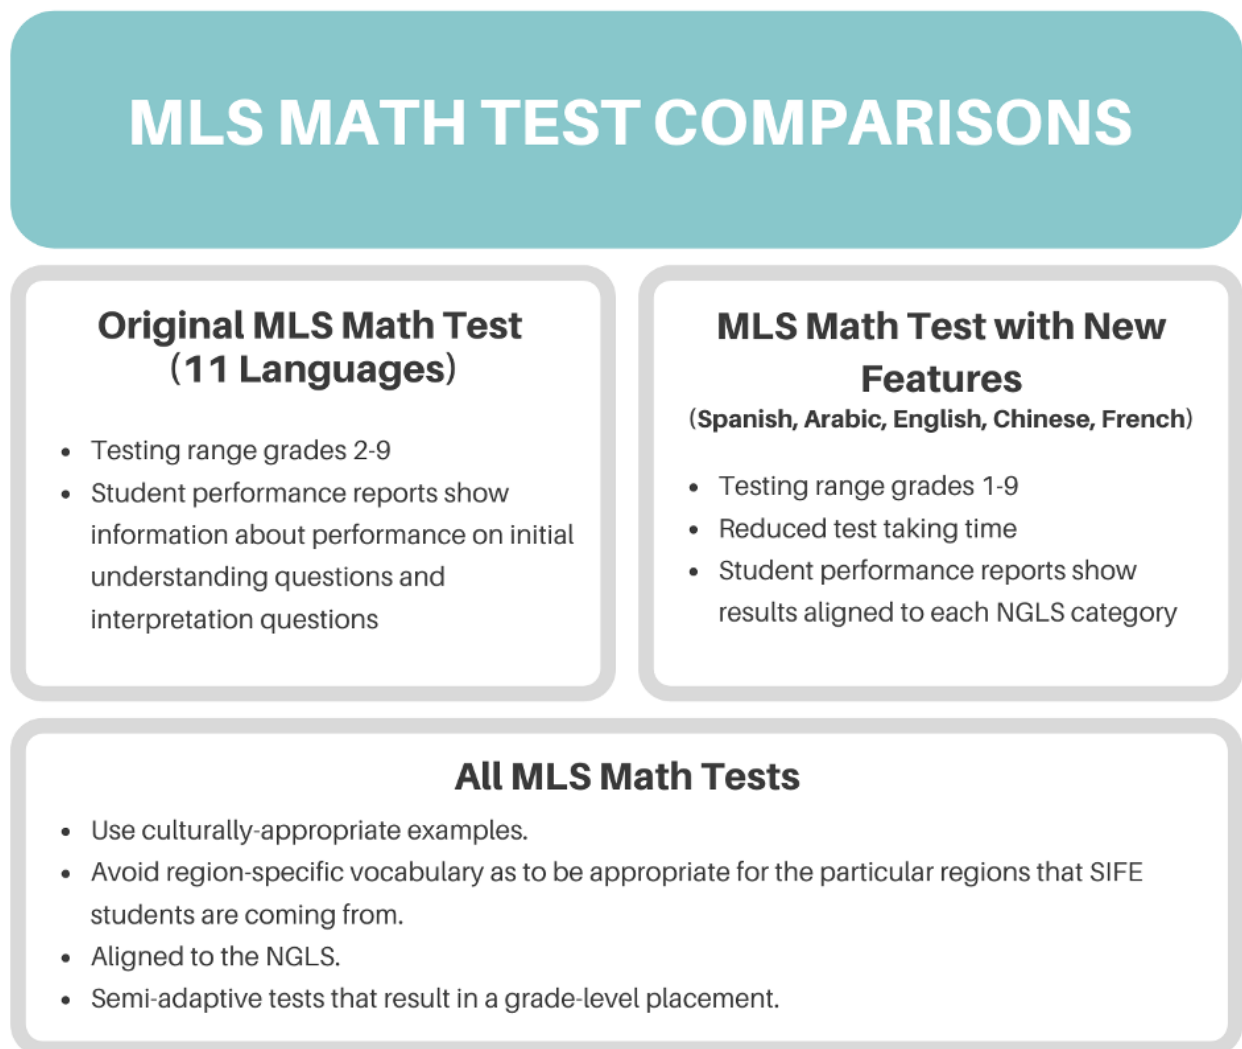 MLS MATH TEST COMPARISONS
Original MLS Math Test
(11 Languages)
• Testing range grades 2-9
• Student performance reports show
information about performance on initial
understanding questions and
interpretation questions
MLS Math Test with New
Features
(Spanish, Arabic, English, Chinese, French)
• Testing range grades 1-9
• Reduced test taking time
• Student performance reports show
results aligned to each NGLS category
All MLS Math Tests
• Use culturally-appropriate examples.
• Avoid region-specific vocabulary as to be appropriate for the particular regions that SIFE
students are coming from.
• Aligned to the NGLS.
• Semi-adaptive tests that result in a grade-level placement.